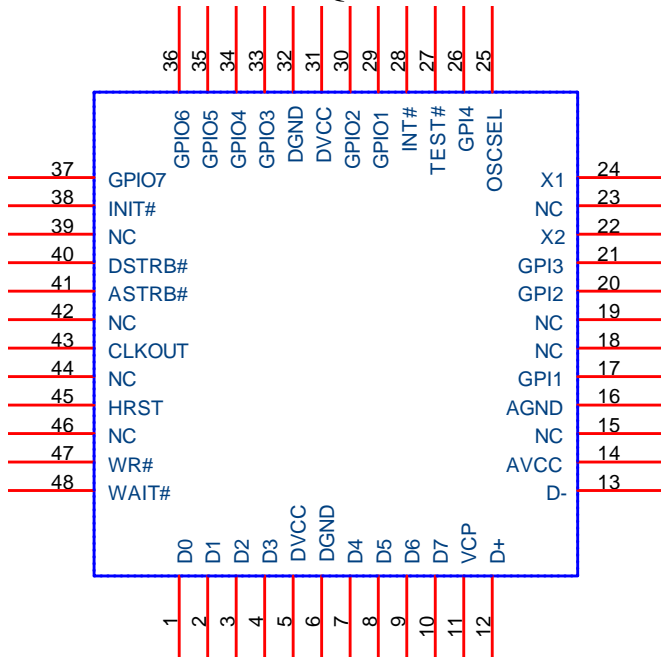 36 35 34 33 32 31 30 29 28 27 26 25
GPIO6 GPIO5 GPIO4 GPIO3 DGND DVCC GPIO2 GPIO1 INT# TEST# GPI4 OSCSEL
37 GPIO7 X1 24
38 INIT# NC 23
39 NC X2 22
40 DSTRB# GPI3 21
41 ASTRB# GPI2 20
42 NC NC 19
43 CLKOUT NC 18
44 NC GPI1 17
45 HRST AGND 16
46 NC NC 15
47 WR# AVCC 14
48 WAIT# D- 13
D0 D1 D2 D3 DVCC DGND D4 D5 D6 D7 VCP D+
1 2 3 4 5 6 7 8 9 10 11 12